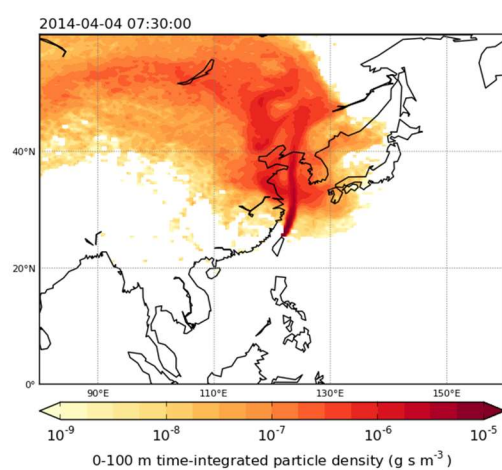 2014-04-04 07:30:00
40°N
20°N
0°
90°E 110°E 130°E 150°E
10⁻⁹ 10⁻⁸ 10⁻⁷ 10⁻⁶ 10⁻⁵
0-100 m time-integrated particle density (g s m⁻³)